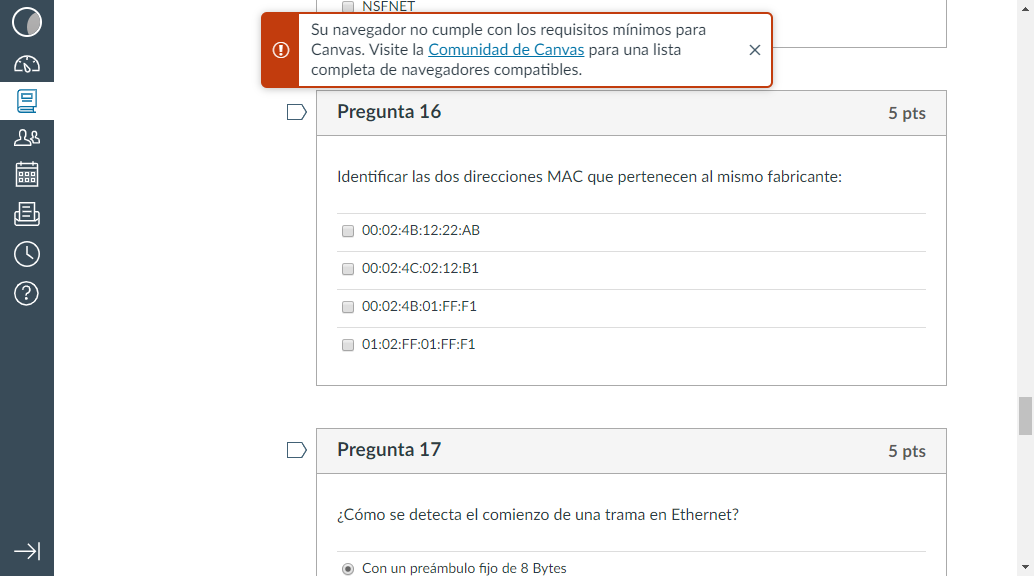 NSFNET
Su navegador no cumple con los requisitos mínimos para
Canvas. Visite la Comunidad de Canvas para una lista
completa de navegadores compatibles.
Pregunta 16
5 pts
Identificar las dos direcciones MAC que pertenecen al mismo fabricante:
00:02:4B:12:22:AB
00:02:4C:02:12:B1
00:02:4B:01:FF:F1
01:02:FF:01:FF:F1
Pregunta 17
5 pts
¿Cómo se detecta el comienzo de una trama en Ethernet?
Con un preámbulo fijo de 8 Bytes